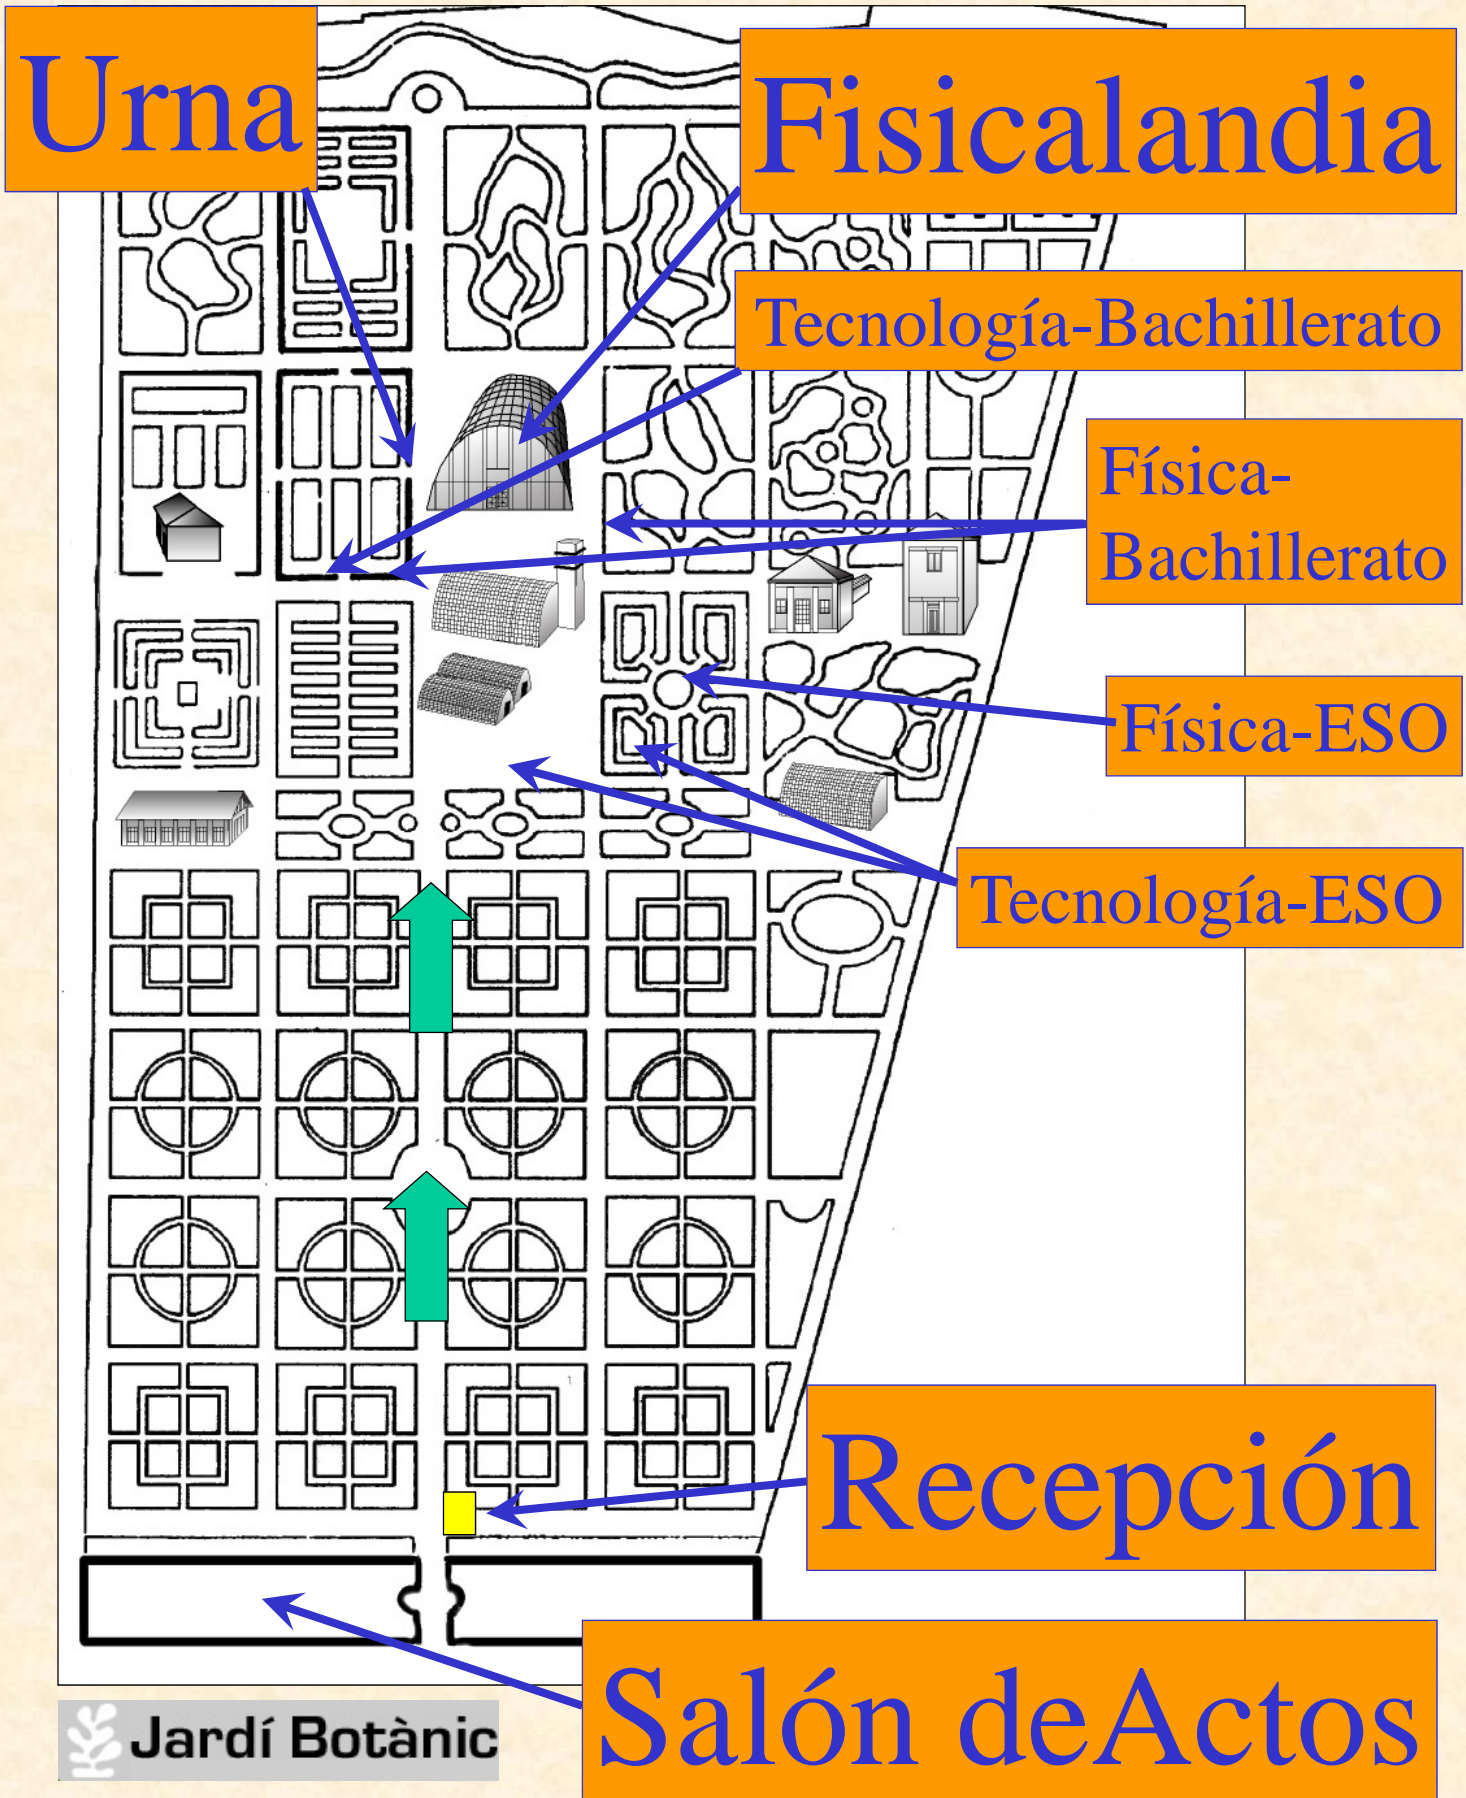 Urna
Fisicalandia
Tecnología-Bachillerato
Física-
Bachillerato
Física-ESO
Tecnología-ESO
Recepción
Salón deActos
Jardí Botànic